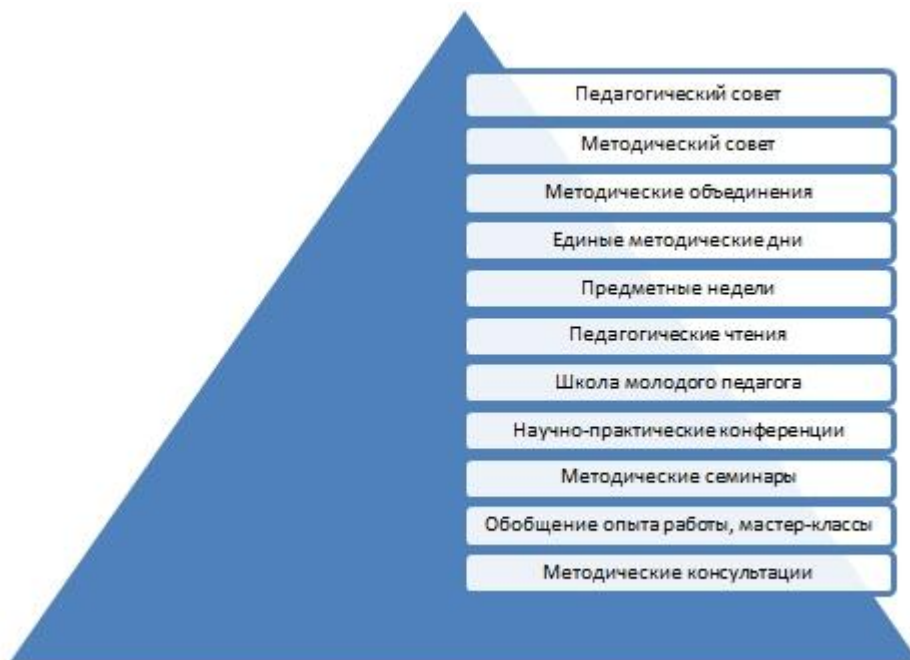 Педагогический совет
Методический совет
Методические объединения
Единые методические дни
Предметные недели
Педагогические чтения
Школа молодого педагога
Научно-практические конференции
Методические семинары
Обобщение опыта работы, мастер-классы
Методические консультации